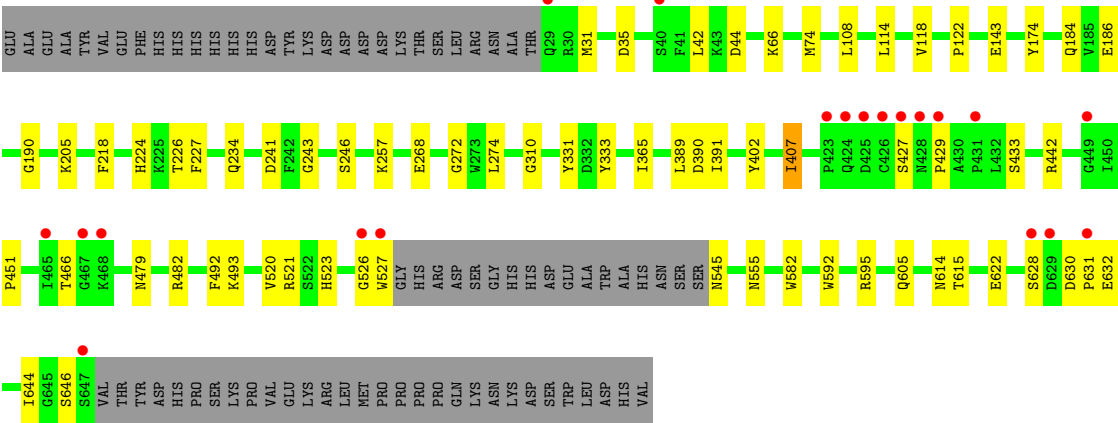 GLU ALA GLU ALA TYR VAL GLU PHE HIS HIS HIS HIS HIS HIS ASP TYR LYS ASP ASP ASP ASP LYS THR SER LEU ARG ASN ALA THR Q29 R30 M31 D35 S40 F41 L42 K43 D44 K66 M74 L108 L114 V118 P122 E143 Y174 Q184 V185 E186
G190 K205 F218 H224 K225 T226 F227 Q234 D241 F242 G243 S246 K257 E268 G272 W273 L274 G310 Y331 D332 Y333 I365 L389 D390 I391 Y402 I407 P423 Q424 D425 C426 S427 N428 P429 A430 P431 L432 S433 R442 G449 I450
P451 I465 T466 G467 K468 N479 R482 F492 K493 V520 R521 S522 H523 G526 W527 GLY HIS ARG ASP SER GLY HIS HIS ASP GLU ALA TRP ALA HIS ASN SER SER N545 N555 W582 W592 R595 Q605 N614 T615 E622 S628 D629 D630 P631 E632
I644 G645 S646 S647 VAL THR TYR ASP HIS PRO SER LYS PRO VAL GLU LYS ARG LEU MET PRO PRO PRO PRO GLN LYS ASN LYS ASP SER TRP LEU ASP HIS VAL